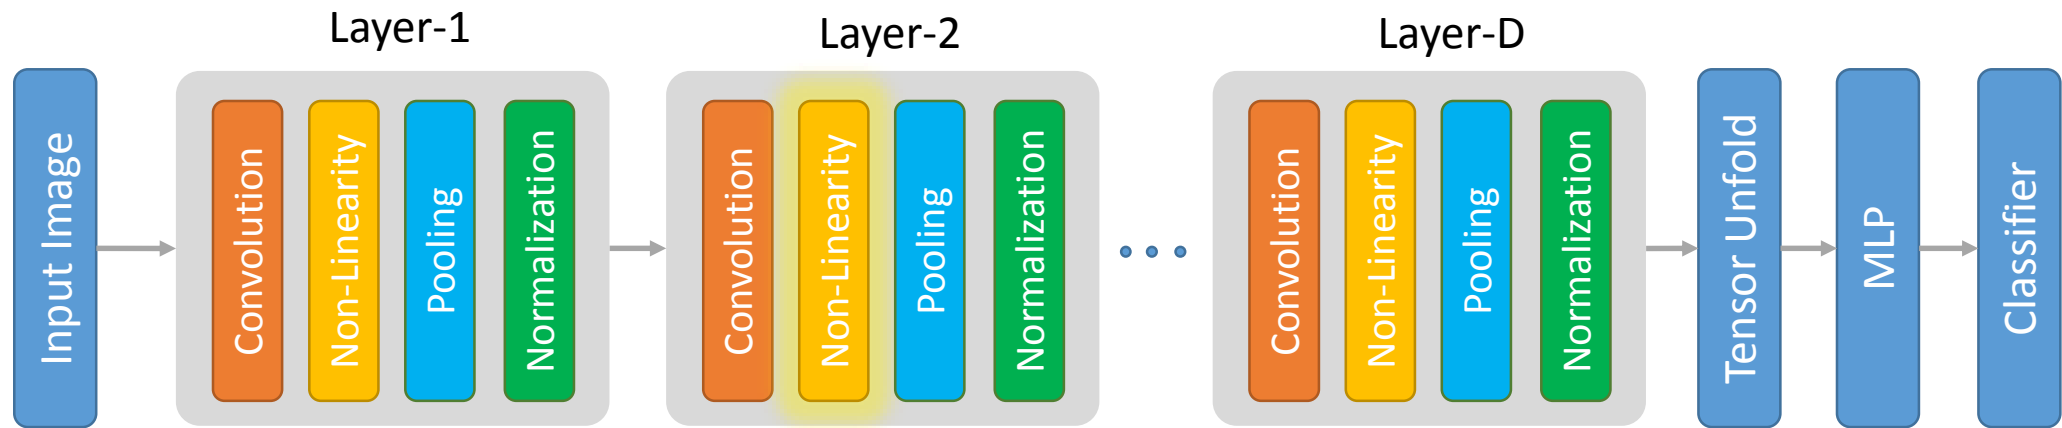 Input Image
Layer-1
Convolution
Non-Linearity
Pooling
Normalization
Layer-2
Convolution
Non-Linearity
Pooling
Normalization
Layer-D
Convolution
Non-Linearity
Pooling
Normalization
Tensor Unfold
MLP
Classifier